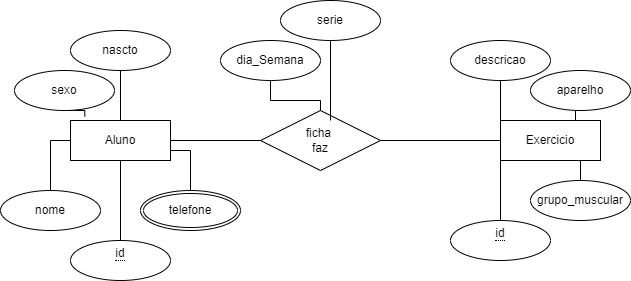 serie
nascto
dia_Semana
descricao
sexo
aparelho
Aluno
ficha
faz
Exercicio
nome
telefone
grupo_muscular
id
id